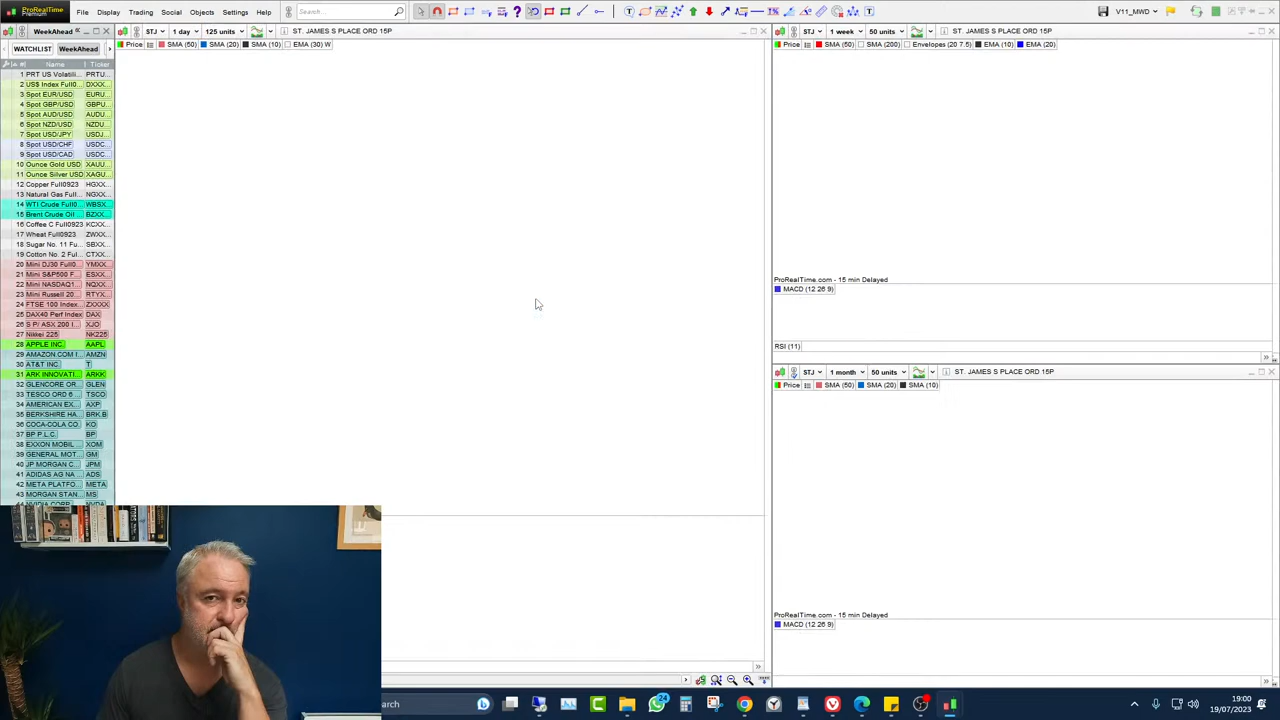 ProRealTime
Premium
File Display Trading Social Objects Settings Help
Search...
V11_MWD
WeekAhead
WATCHLIST WeekAhead
# Name Ticker
1 PRT US Volatili... PRTU...
2 US$ Index Full0... DXXX...
3 Spot EUR/USD EURU...
4 Spot GBP/USD GBPU...
5 Spot AUD/USD AUDU...
6 Spot NZD/USD NZDU...
7 Spot USD/JPY USDJ...
8 Spot USD/CHF USDC...
9 Spot USD/CAD USDC...
10 Ounce Gold USD XAUU...
11 Ounce Silver USD XAGU...
12 Copper Full0923 HGXX...
13 Natural Gas Full... NGXX...
14 WTI Crude Full0... WBSX...
15 Brent Crude Oil ... BZXX...
16 Coffee C Full0923 KCXX...
17 Wheat Full0923 ZWXX...
18 Sugar No. 11 Fu... SBXX...
19 Cotton No. 2 Ful... CTXX...
20 Mini DJ30 Full0... YMXX...
21 Mini S&P500 F... ESXX...
22 Mini NASDAQ1... NQXX...
23 Mini Russell 20... RTYX...
24 FTSE 100 Index... ZXXXX
25 DAX40 Perf Index DAX
26 S P/ ASX 200 I... XJO
27 Nikkei 225 NK225
28 APPLE INC. AAPL
29 AMAZON.COM I... AMZN
30 AT&T INC. T
31 ARK INNOVATI... ARKK
32 GLENCORE OR... GLEN
33 TESCO ORD 6 ... TSCO
34 AMERICAN EX... AXP
35 BERKSHIRE HA... BRK.B
36 COCA-COLA CO. KO
37 BP P.L.C. BP
38 EXXON MOBIL ... XOM
39 GENERAL MOT... GM
40 JP MORGAN C... JPM
41 ADIDAS AG NA ... ADS
42 META PLATFO... META
43 MORGAN STAN... MS
44 NVIDIA CORP. NVDA
STJ 1 day 125 units ST. JAMES S PLACE ORD 15P
Price SMA (50) SMA (20) SMA (10) EMA (30) W
STJ 1 week 50 units ST. JAMES S PLACE ORD 15P
Price SMA (50) SMA (200) Envelopes (20 7.5) EMA (10) EMA (20)
ProRealTime.com - 15 min Delayed
MACD (12 26 9)
RSI (11)
STJ 1 month 50 units ST. JAMES S PLACE ORD 15P
Price SMA (50) SMA (20) SMA (10)
ProRealTime.com - 15 min Delayed
MACD (12 26 9)
arch
24
19:00
19/07/2023